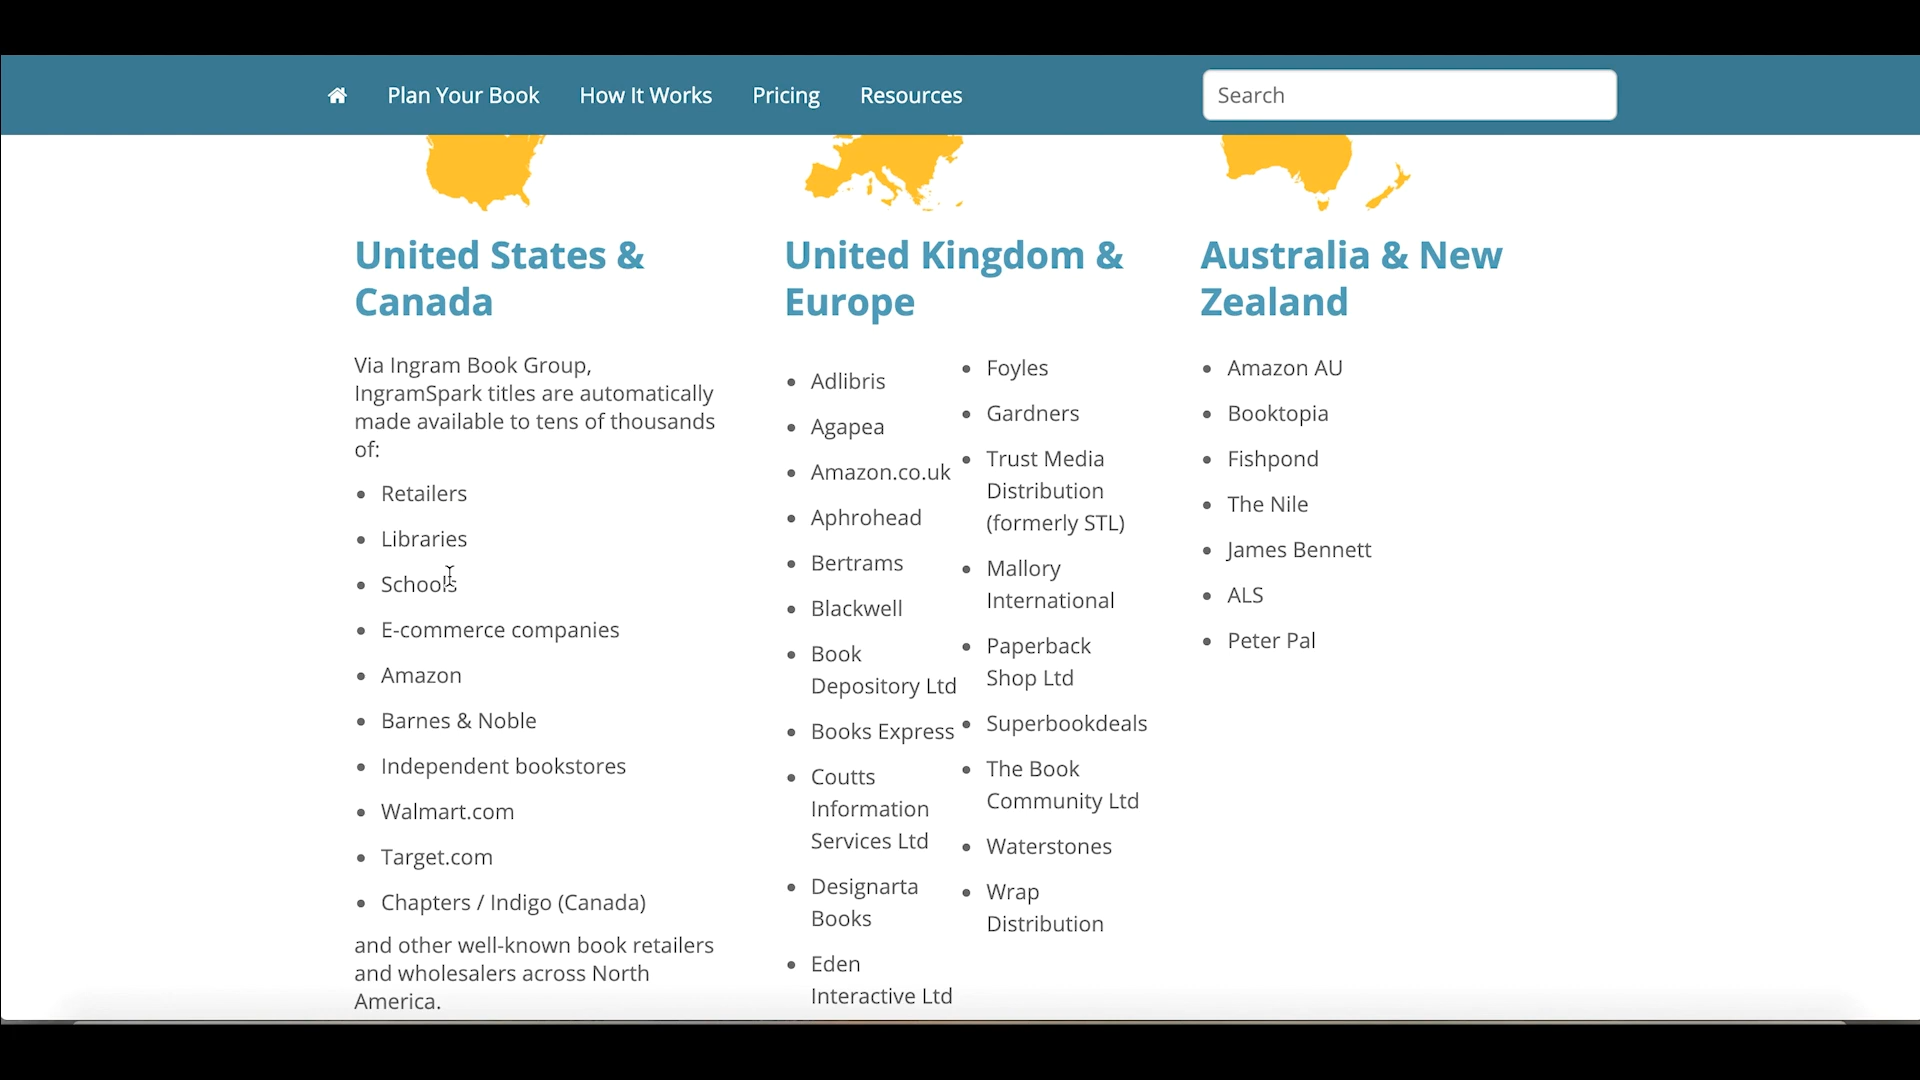 Plan Your Book
How It Works
Pricing
Resources
Search
United States &
Canada
Via Ingram Book Group,
IngramSpark titles are automatically
made available to tens of thousands
of:
Retailers
Libraries
Schools
E-commerce companies
Amazon
Barnes & Noble
Independent bookstores
Walmart.com
Target.com
Chapters / Indigo (Canada)
and other well-known book retailers
and wholesalers across North
America.
United Kingdom &
Europe
Adlibris
Agapea
Amazon.co.uk
Aphrohead
Bertrams
Blackwell
Book
Depository Ltd
Books Express
Coutts
Information
Services Ltd
Designarta
Books
Eden
Interactive Ltd
Foyles
Gardners
Trust Media
Distribution
(formerly STL)
Mallory
International
Paperback
Shop Ltd
Superbookdeals
The Book
Community Ltd
Waterstones
Wrap
Distribution
Australia & New
Zealand
Amazon AU
Booktopia
Fishpond
The Nile
James Bennett
ALS
Peter Pal